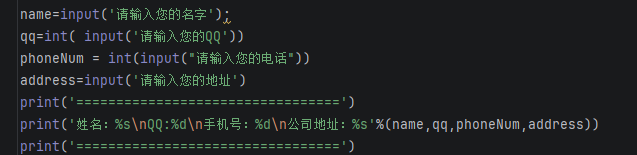 name=input('请输入您的名字');
qq=int( input('请输入您的QQ'))
phoneNum = int(input("请输入您的电话"))
address=input('请输入您的地址')
print('==================================')
print('姓名: %s\nQQ:%d\n手机号: %d\n公司地址: %s'%(name,qq,phoneNum,address))
print('==================================')